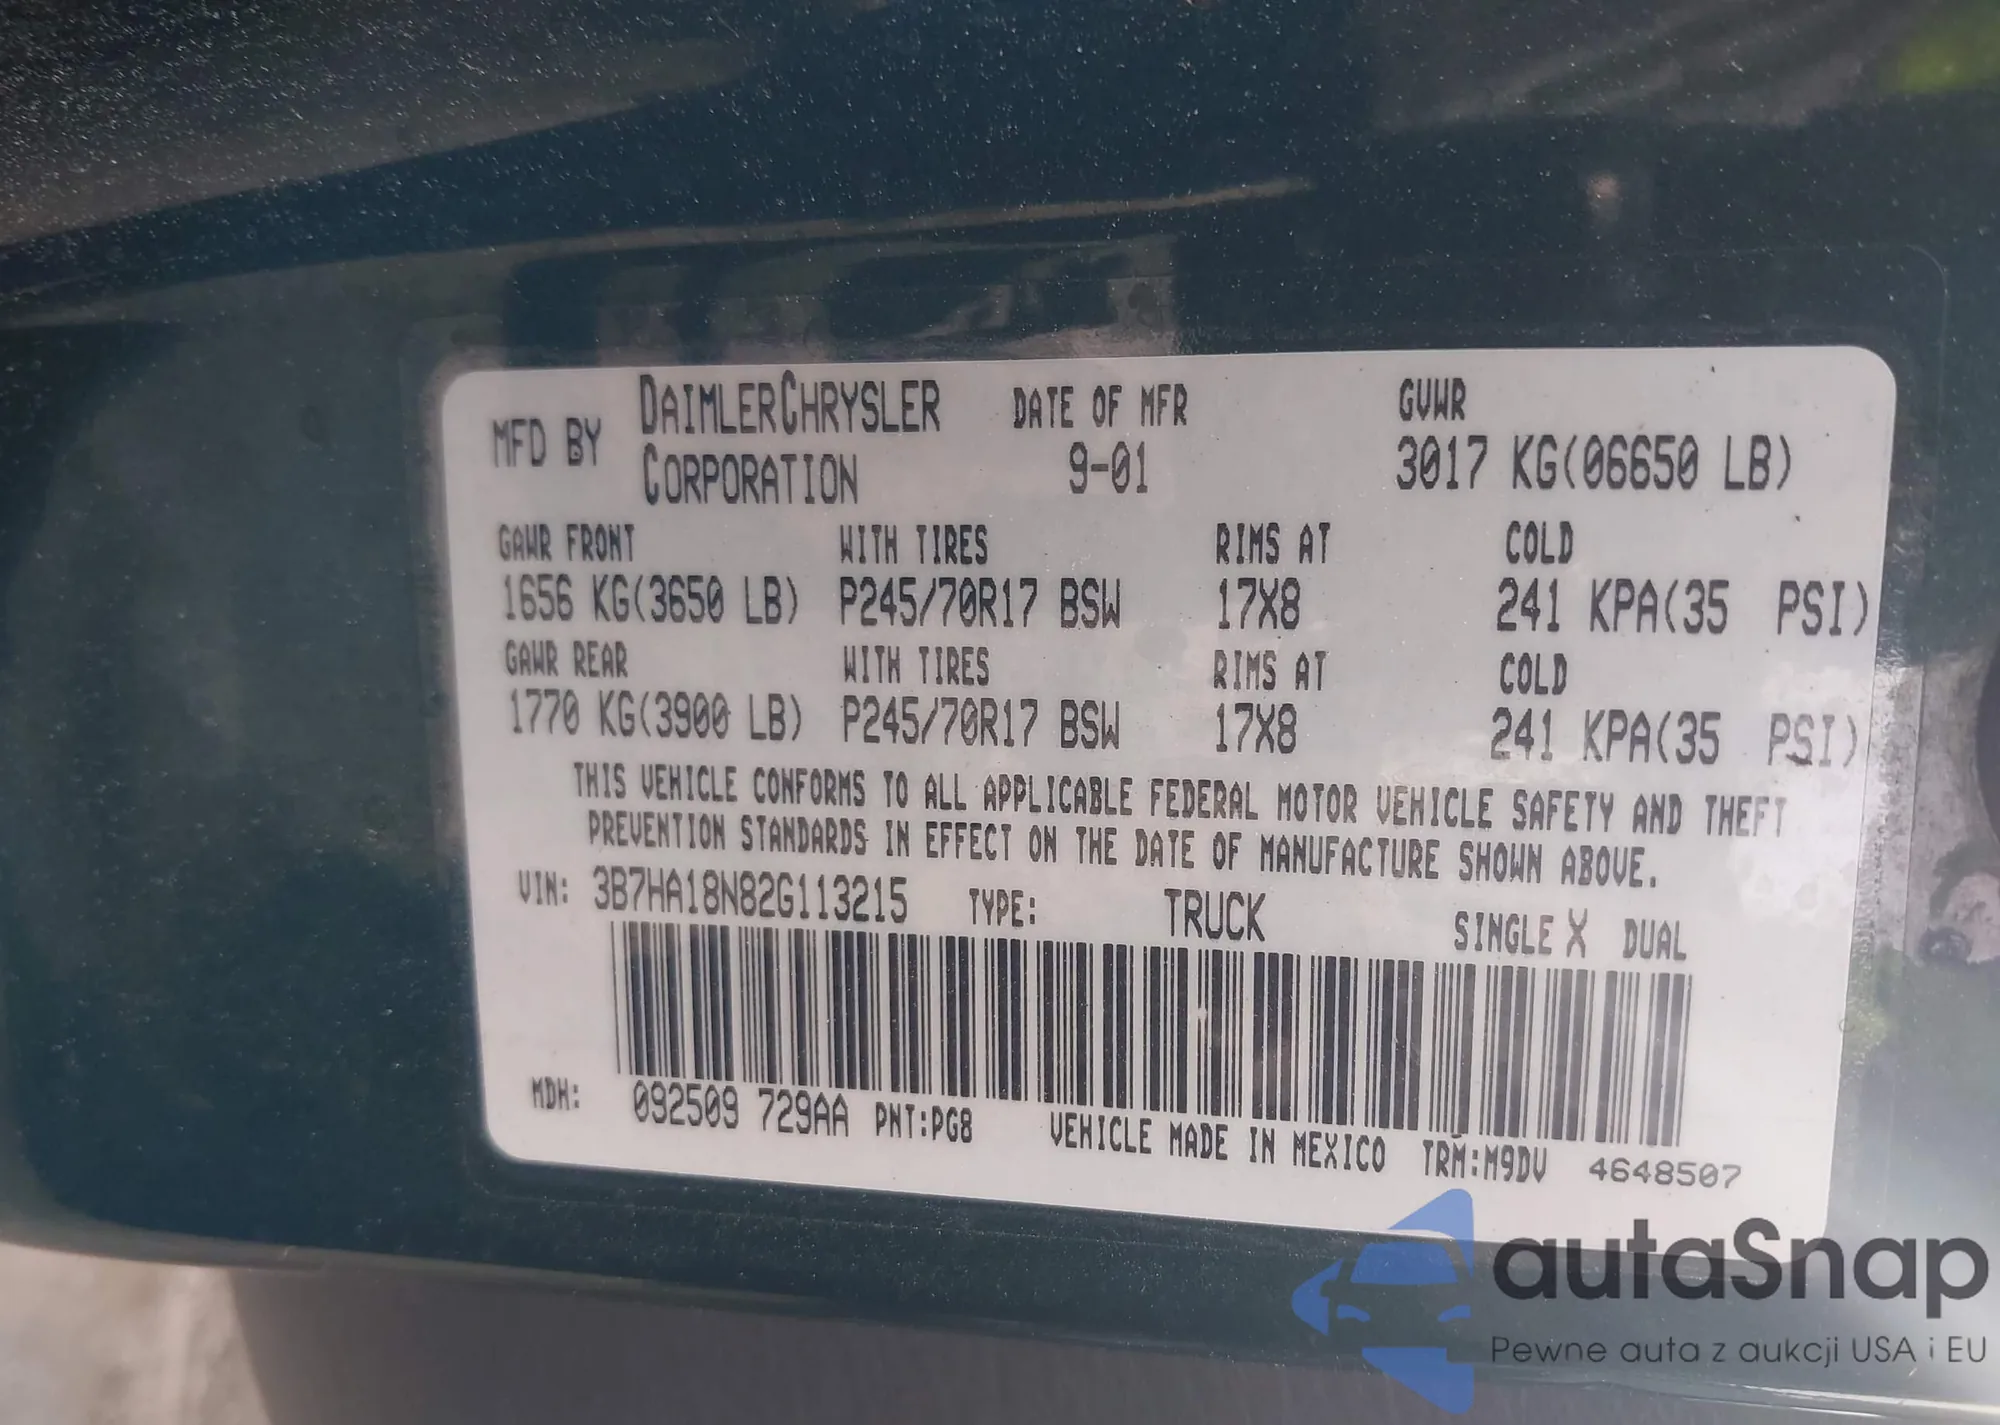 MFD BY DAIMLERCHRYSLER CORPORATION DATE OF MFR 9-01 GVWR 3017 KG(06650 LB)
GAWR FRONT WITH TIRES RIMS AT COLD
1656 KG(3650 LB) P245/70R17 BSW 17X8 241 KPA(35 PSI)
GAWR REAR WITH TIRES RIMS AT COLD
1770 KG(3900 LB) P245/70R17 BSW 17X8 241 KPA(35 PSI)
THIS VEHICLE CONFORMS TO ALL APPLICABLE FEDERAL MOTOR VEHICLE SAFETY AND THEFT
PREVENTION STANDARDS IN EFFECT ON THE DATE OF MANUFACTURE SHOWN ABOVE.
VIN: 3B7HA18N82G113215 TYPE: TRUCK SINGLE X DUAL
MDH: 092509 729AA PNT:PG8 VEHICLE MADE IN MEXICO TRM:M9DV 4648507
autaSnap
Pewne auta z aukcji USA i EU